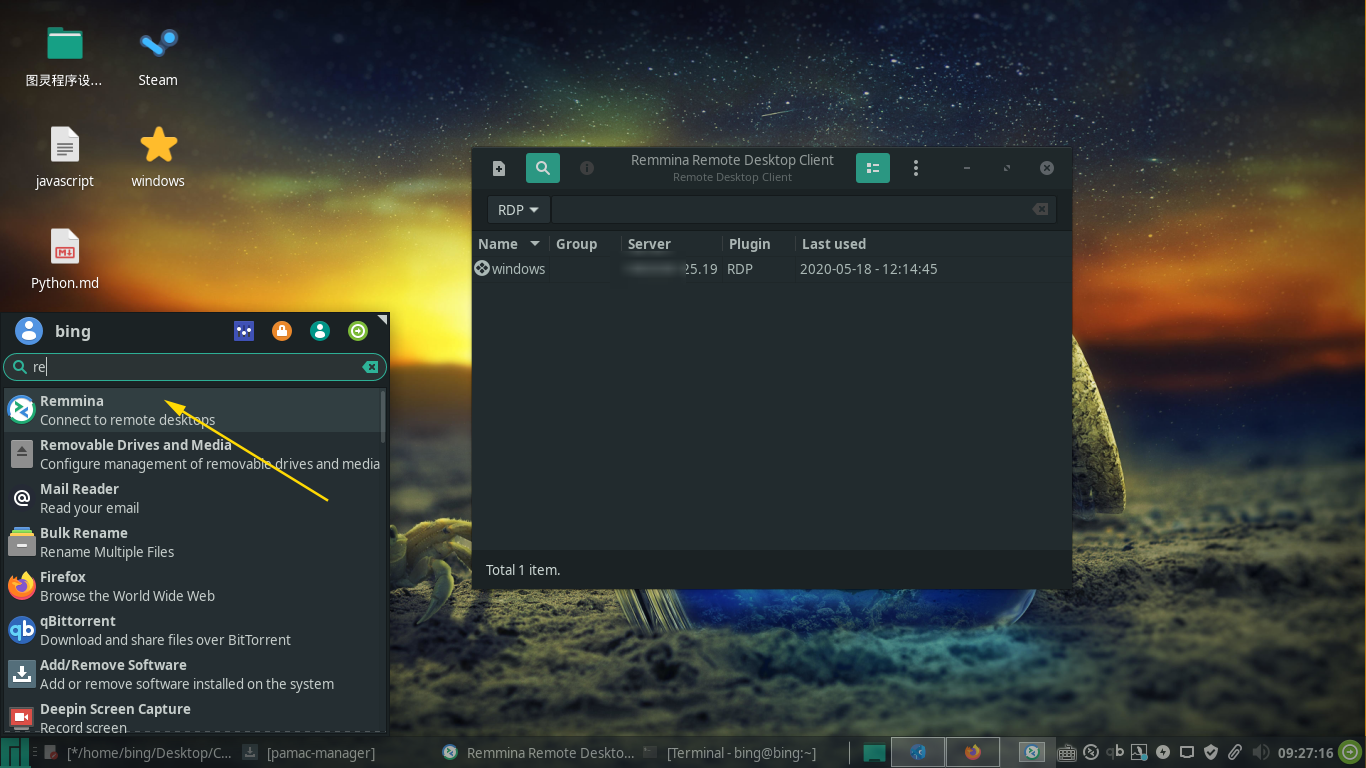 图灵程序设...
Steam
javascript
windows
Python.md
Remmina Remote Desktop Client
Remote Desktop Client
RDP
Name Group Server Plugin Last used
windows 25.19 RDP 2020-05-18 - 12:14:45
Total 1 item.
bing
re
Remmina
Connect to remote desktops
Removable Drives and Media
Configure management of removable drives and media
@
Mail Reader
Read your email
Bulk Rename
Rename Multiple Files
Firefox
Browse the World Wide Web
qb
qBittorrent
Download and share files over BitTorrent
Add/Remove Software
Add or remove software installed on the system
Deepin Screen Capture
Record screen
[*/home/bing/Desktop/C... [pamac-manager] Remmina Remote Deskto... [Terminal - bing@bing:~] qb 09:27:16